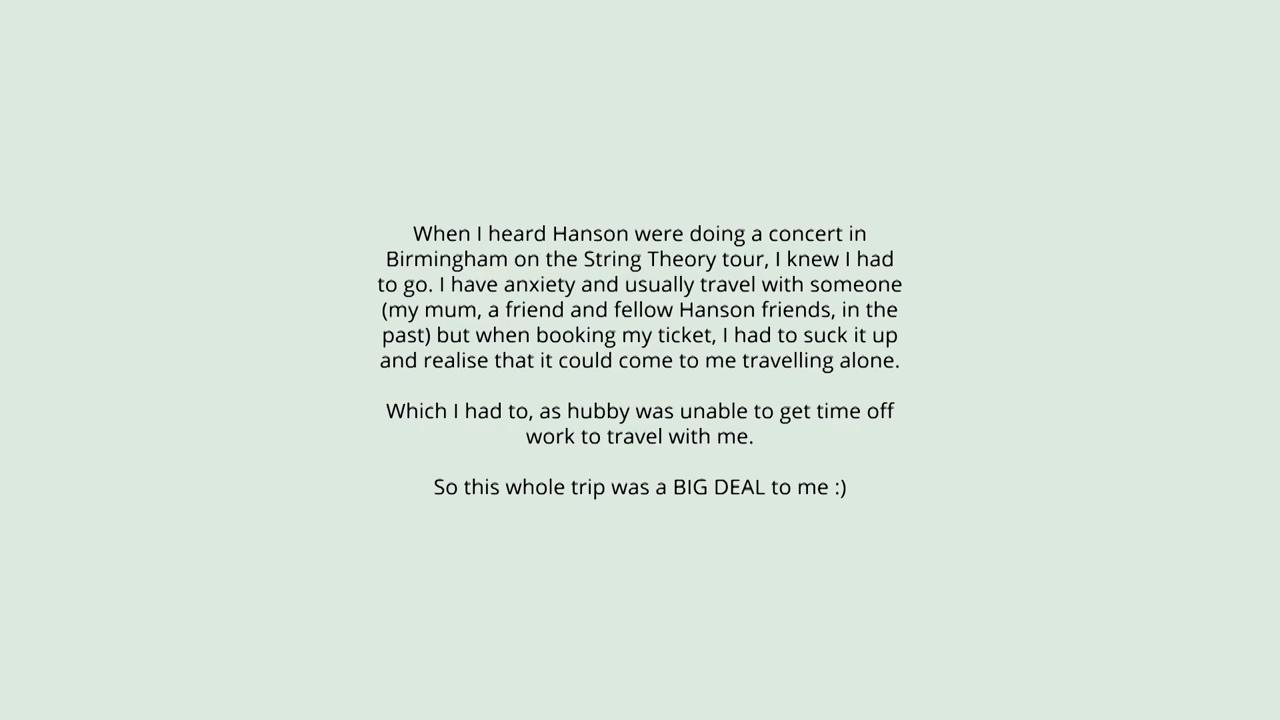 When I heard Hanson were doing a concert in
Birmingham on the String Theory tour, I knew I had
to go. I have anxiety and usually travel with someone
(my mum, a friend and fellow Hanson friends, in the
past) but when booking my ticket, I had to suck it up
and realise that it could come to me travelling alone.
Which I had to, as hubby was unable to get time off
work to travel with me.
So this whole trip was a BIG DEAL to me :)